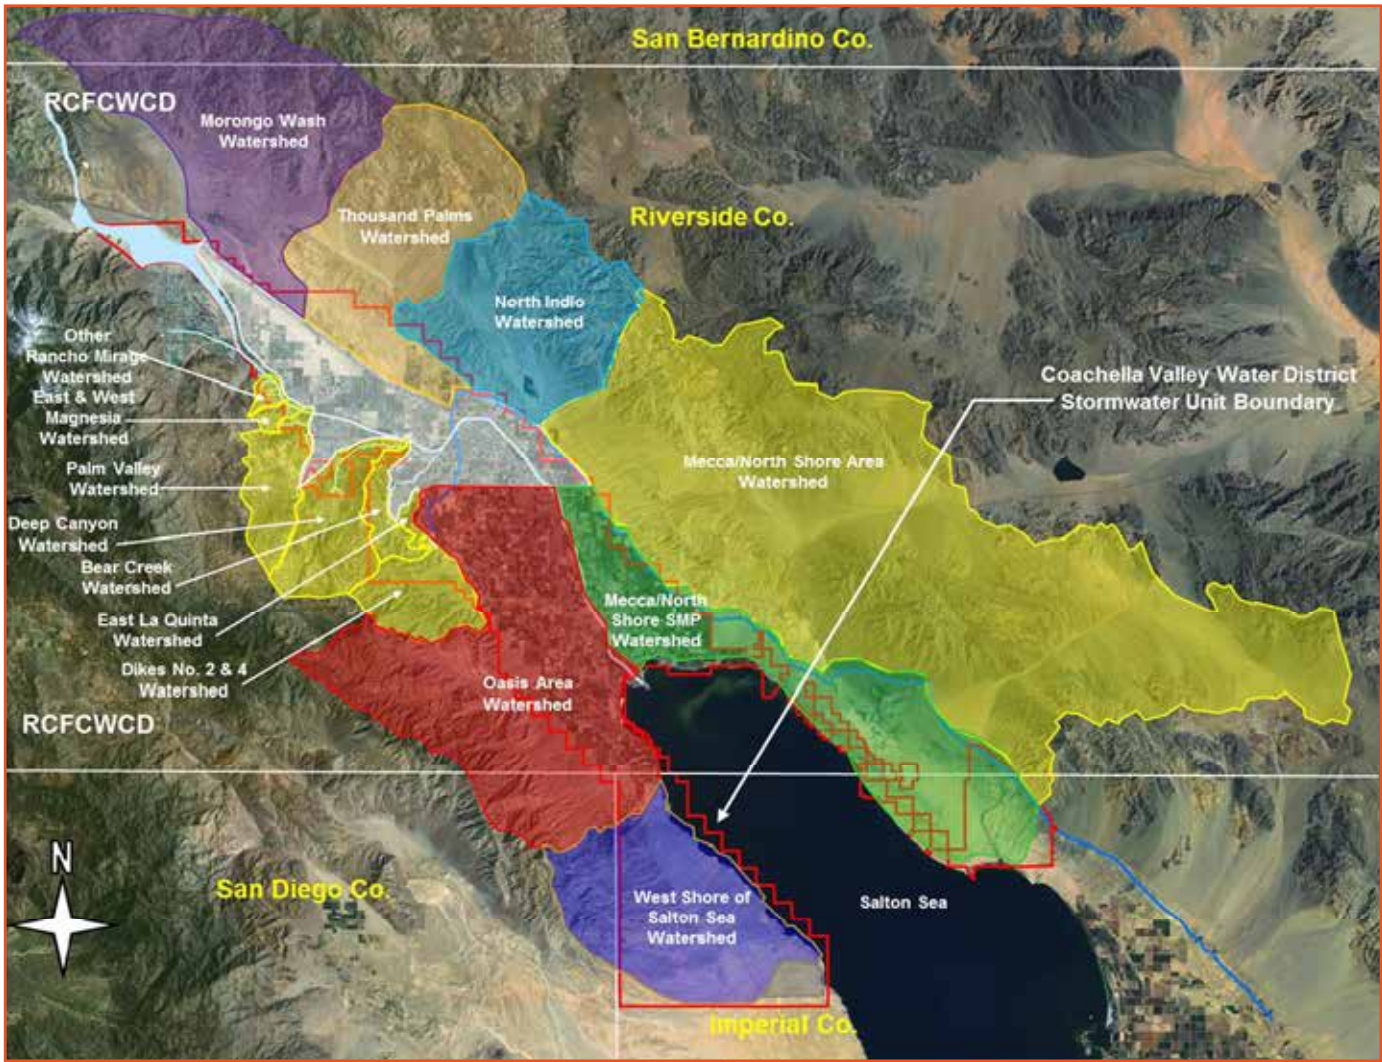 San Bernardino Co.
RCFCWCD
Morongo Wash
Watershed
Thousand Palms
Watershed
Riverside Co.
North Indio
Watershed
Other
Rancho Mirage
Watershed
East & West
Magnesia
Watershed
Palm Valley
Watershed
Deep Canyon
Watershed
Bear Creek
Watershed
East La Quinta
Watershed
Dikes No. 2 & 4
Watershed
Coachella Valley Water District
Stormwater Unit Boundary
Mecca/North Shore Area
Watershed
Mecca/North
Shore SMP
Watershed
Oasis Area
Watershed
RCFCWCD
N
San Diego Co.
West Shore of
Salton Sea
Watershed
Salton Sea
Imperial Co.